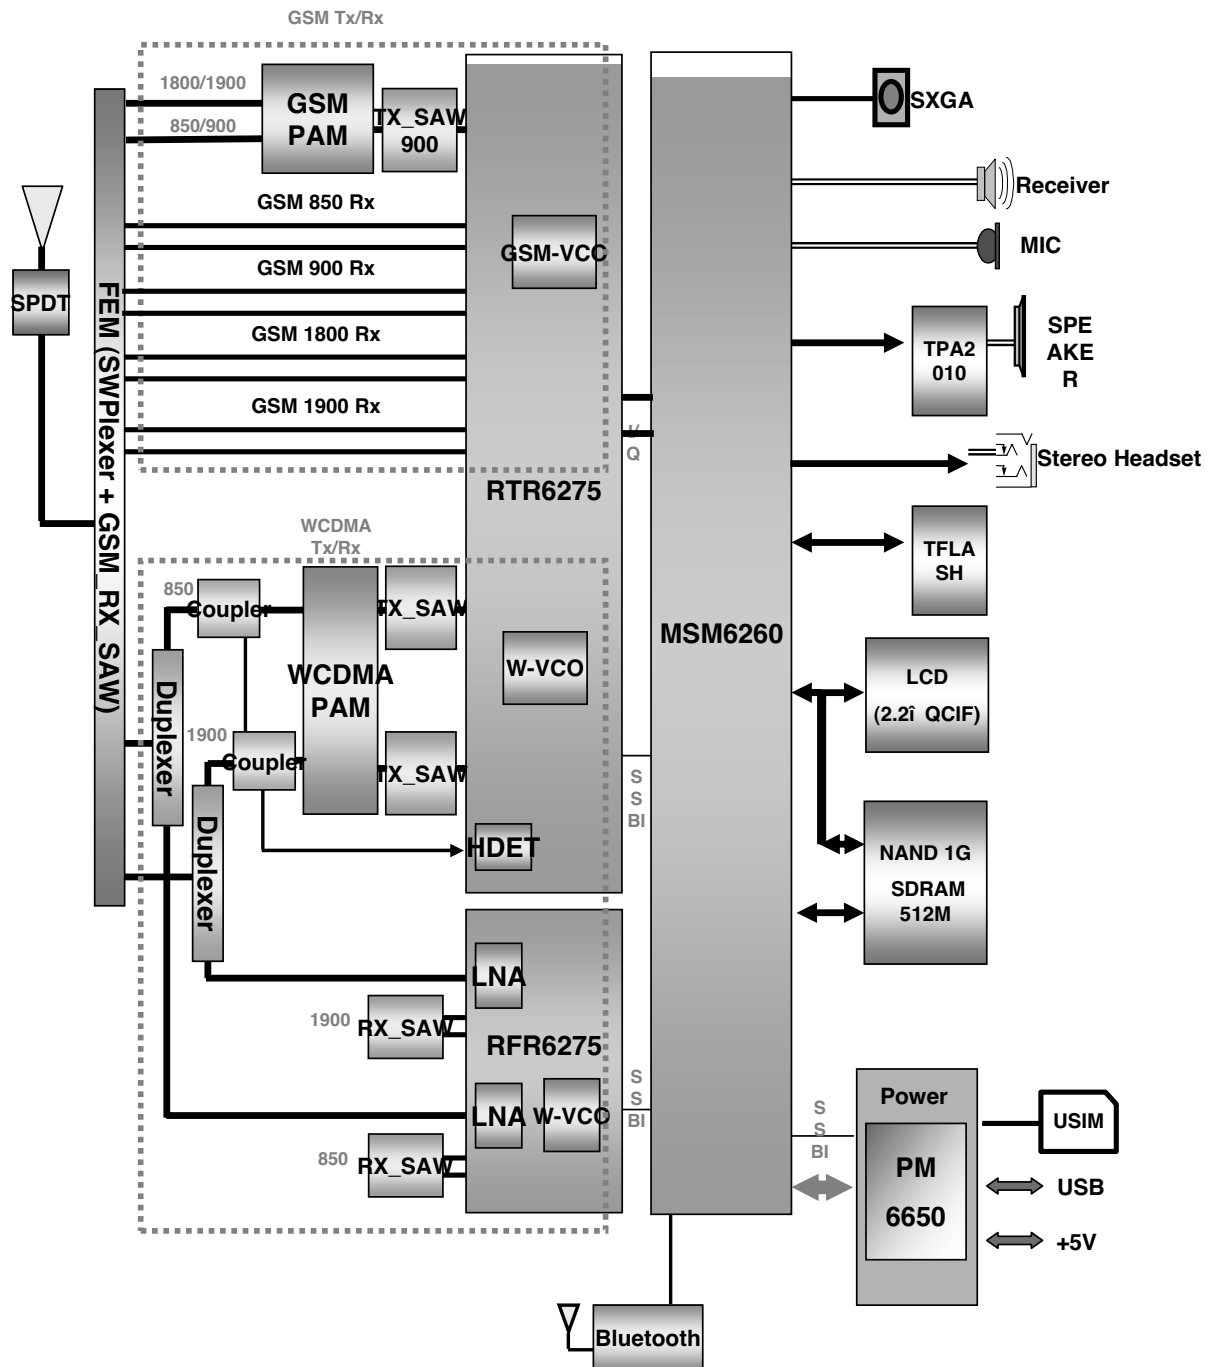 GSM Tx/Rx
1800/1900
850/900
GSM
PAM
TX_SAW
900
GSM 850 Rx
GSM-VCC
GSM 900 Rx
GSM 1800 Rx
GSM 1900 Rx
SPDT
FEM (SWPlexer + GSM_RX_SAW)
RTR6275
I/
Q
WCDMA
Tx/Rx
850
Coupler
TX_SAW
WCDMA
PAM
W-VCO
Duplexer
1900
Coupler
TX_SAW
Duplexer
HDET
S
S
BI
LNA
1900
RX_SAW
RFR6275
LNA
W-VCO
850
RX_SAW
S
S
BI
MSM6260
SXGA
Receiver
MIC
TPA2
010
SPE
AKE
R
Stereo Headset
TFLA
SH
LCD
(2.2î QCIF)
NAND 1G
SDRAM
512M
S
S
BI
Power
PM
6650
USIM
USB
+5V
Bluetooth